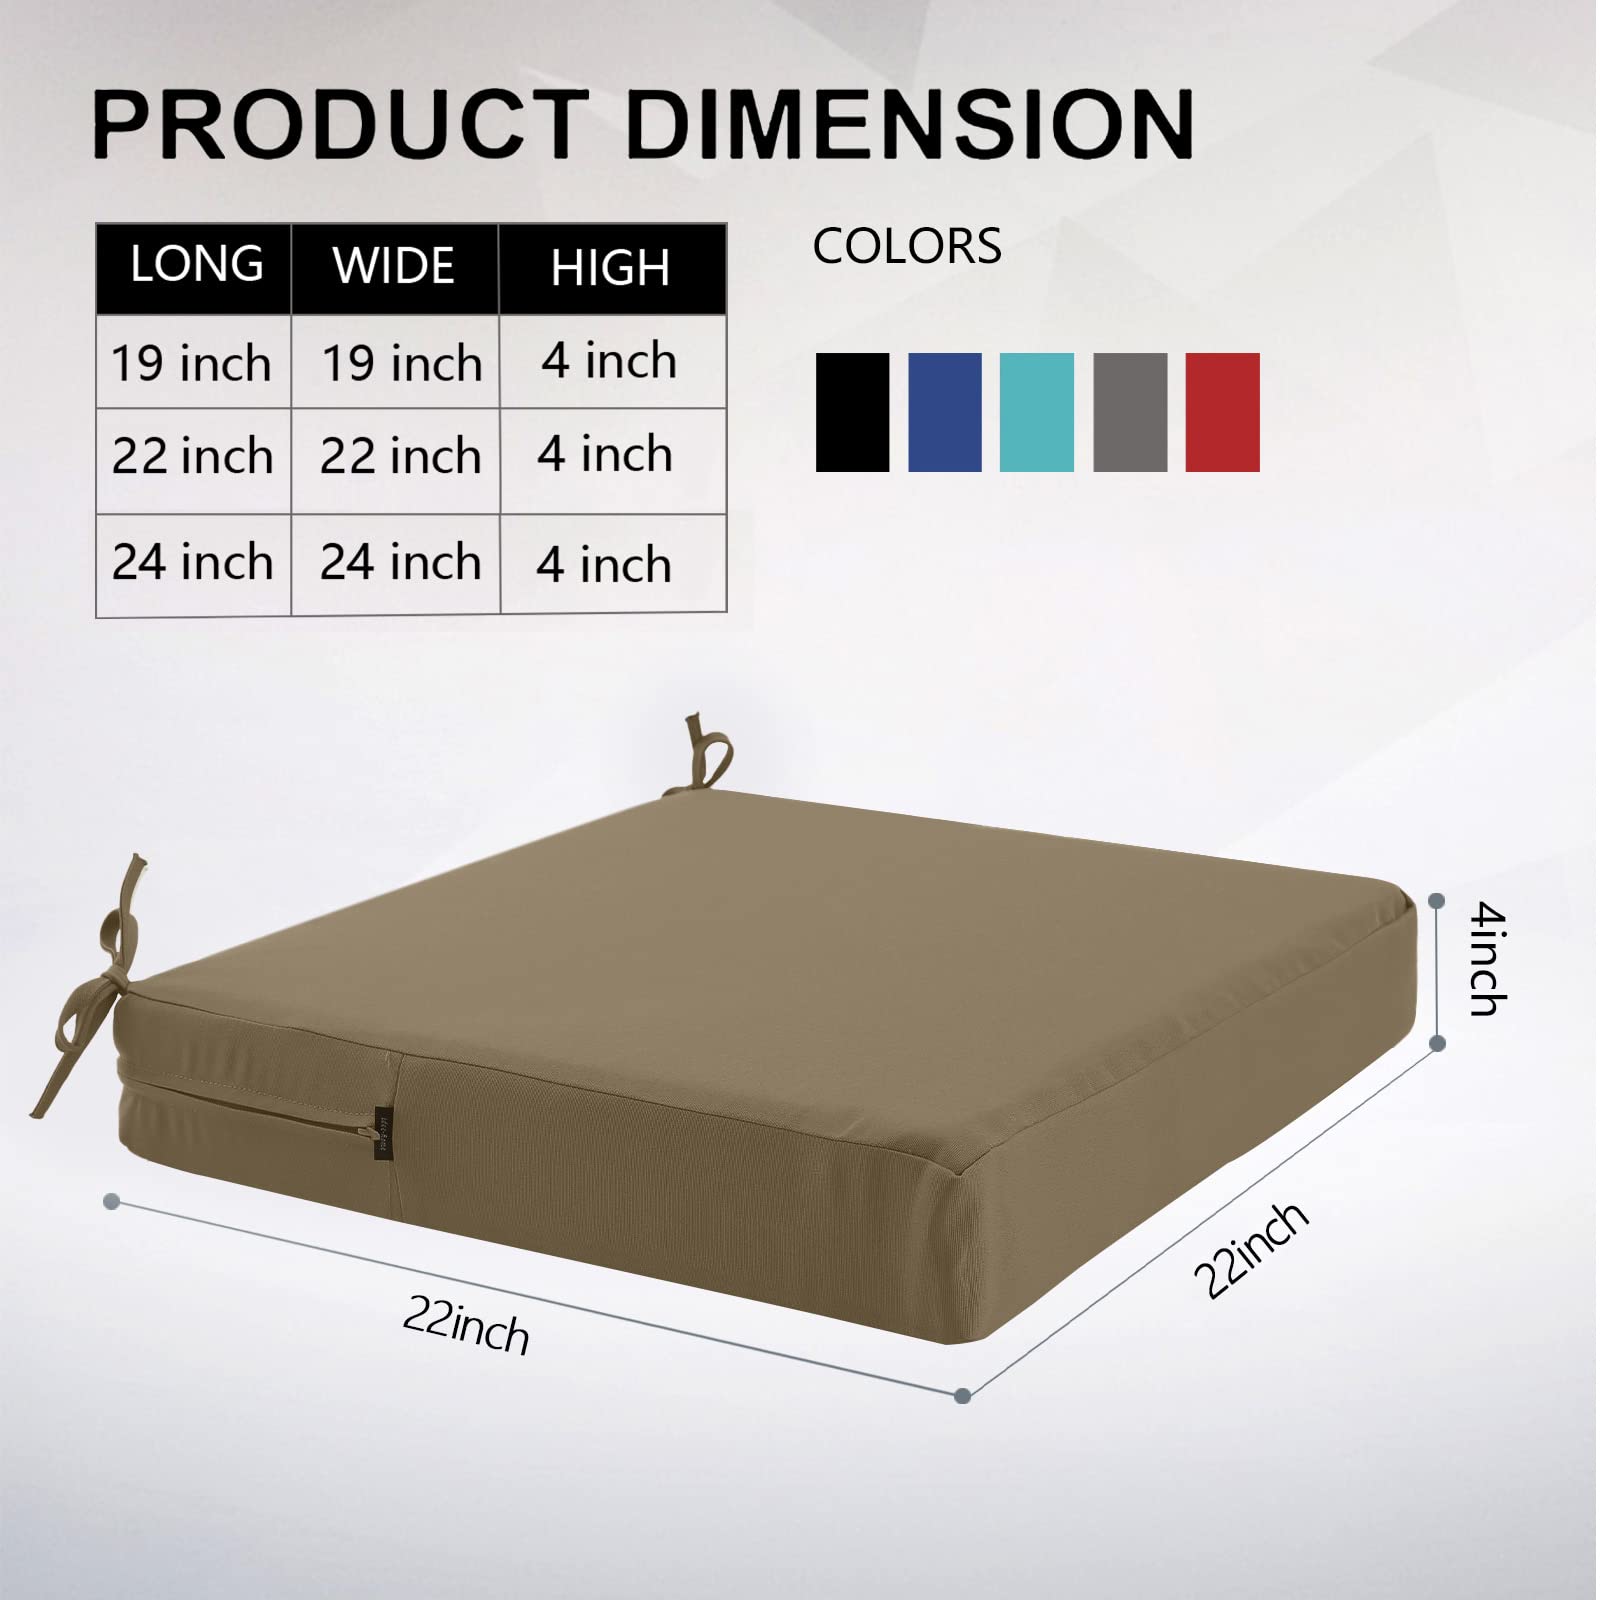 PRODUCT DIMENSION
LONG WIDE HIGH
19 inch 19 inch 4 inch
22 inch 22 inch 4 inch
24 inch 24 inch 4 inch
COLORS
4inch
22inch
22inch